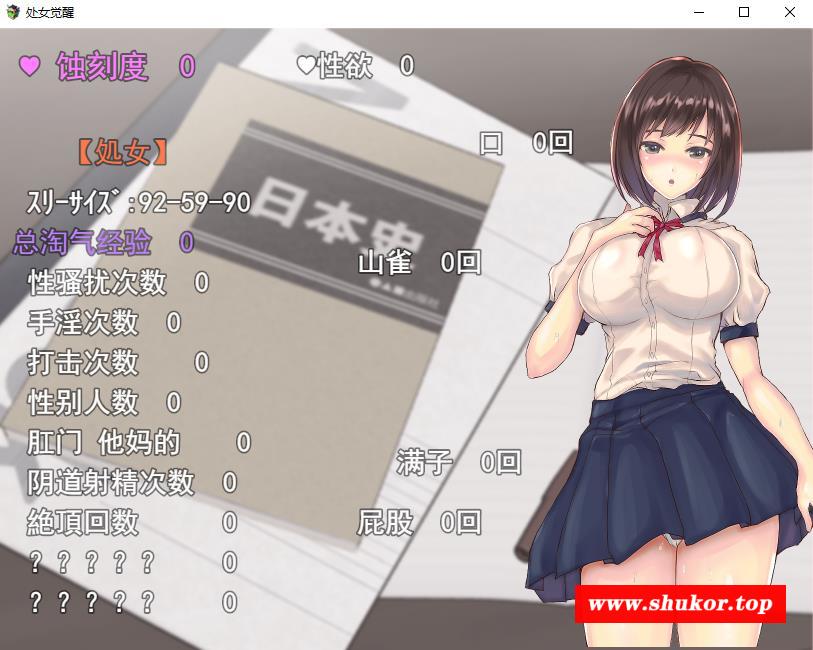 处女觉醒
♥ 蚀刻度 0
♡性欲 0
口 0回
【処女】
ｽﾘｰｻｲｽﾞ:92-59-90
日本史
总淘气经验 0
山雀 0回
性骚扰次数 0
手淫次数 0
打击次数 0
性别人数 0
肛门 他妈的 0
满子 0回
阴道射精次数 0
絶頂回数 0
屁股 0回
？？？？？ 0
？？？？？ 0
www.shukor.top